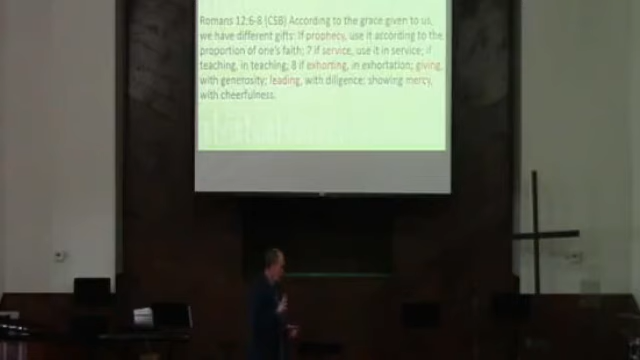 Romans 12:6-8 (CSB) According to the grace given to us,
we have different gifts: If prophecy, use it according to the
proportion of one's faith; 7 if service, use it in service; if
teaching, in teaching; 8 if exhorting, in exhortation; giving,
with generosity; leading, with diligence; showing mercy,
with cheerfulness.